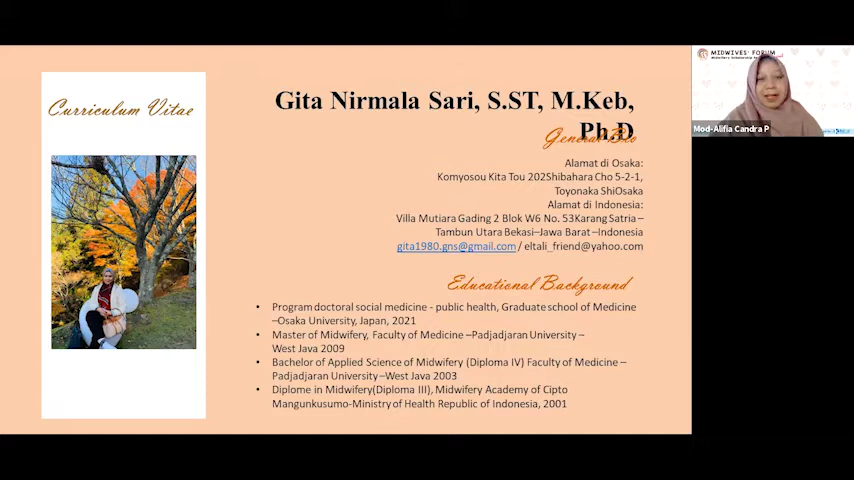 Curriculum Vitae
Gita Nirmala Sari, S.ST, M.Keb,
Ph.D
General Bio
Alamat di Osaka:
Komyosou Kita Tou 202Shibahara Cho 5-2-1,
Toyonaka ShiOsaka
Alamat di Indonesia:
Villa Mutiara Gading 2 Blok W6 No. 53Karang Satria –
Tambun Utara Bekasi–Jawa Barat –Indonesia
gita1980.gns@gmail.com / eltali_friend@yahoo.com
Educational Background
• Program doctoral social medicine - public health, Graduate school of Medicine
–Osaka University, Japan, 2021
• Master of Midwifery, Faculty of Medicine –Padjadjaran University –
West Java 2009
• Bachelor of Applied Science of Midwifery (Diploma IV) Faculty of Medicine –
Padjadjaran University –West Java 2003
• Diplome in Midwifery(Diploma III), Midwifery Academy of Cipto
Mangunkusumo-Ministry of Health Republic of Indonesia, 2001
MIDWIVES' FORUM
Mod-Alifia Candra P